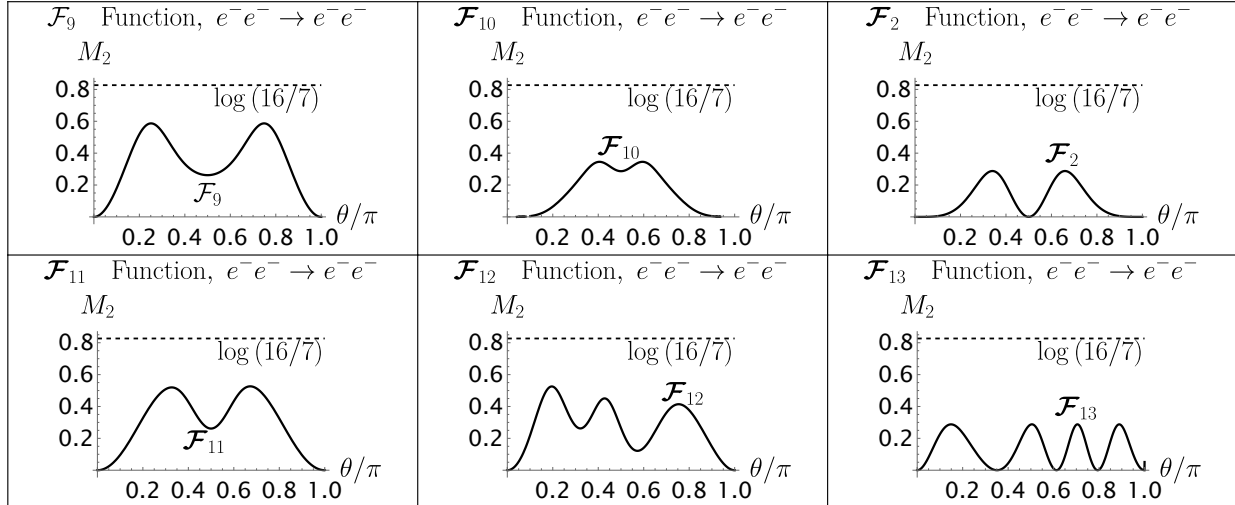 𝓕₉ Function, e⁻e⁻ → e⁻e⁻
M₂
0.8
0.6
0.4
0.2
log (16/7)
𝓕₉
0.2 0.4 0.6 0.8 1.0
θ/π
𝓕₁₀ Function, e⁻e⁻ → e⁻e⁻
M₂
0.8
0.6
0.4
0.2
log (16/7)
𝓕₁₀
0.2 0.4 0.6 0.8 1.0
θ/π
𝓕₂ Function, e⁻e⁻ → e⁻e⁻
M₂
0.8
0.6
0.4
0.2
log (16/7)
𝓕₂
0.2 0.4 0.6 0.8 1.0
θ/π
𝓕₁₁ Function, e⁻e⁻ → e⁻e⁻
M₂
0.8
0.6
0.4
0.2
log (16/7)
𝓕₁₁
0.2 0.4 0.6 0.8 1.0
θ/π
𝓕₁₂ Function, e⁻e⁻ → e⁻e⁻
M₂
0.8
0.6
0.4
0.2
log (16/7)
𝓕₁₂
0.2 0.4 0.6 0.8 1.0
θ/π
𝓕₁₃ Function, e⁻e⁻ → e⁻e⁻
M₂
0.8
0.6
0.4
0.2
log (16/7)
𝓕₁₃
0.2 0.4 0.6 0.8 1.0
θ/π